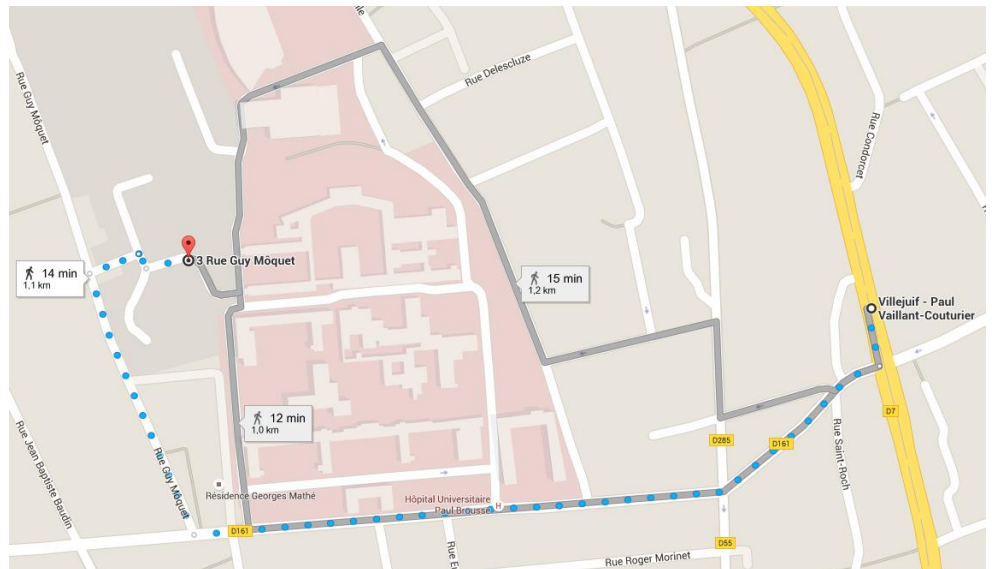 Rue Guy Môquet
Rue Delescluze
Rue Condorcet
3 Rue Guy Môquet
14 min
1,1 km
15 min
1,2 km
Villejuif - Paul
Vaillant-Couturier
12 min
1,0 km
D7
Rue Jean Baptiste Baudin
Rue Guy Môquet
D285
D161
Rue Saint-Roch
Résidence Georges Mathé
Hôpital Universitaire
Paul Brousse
H
D161
D55
Rue Roger Morinet